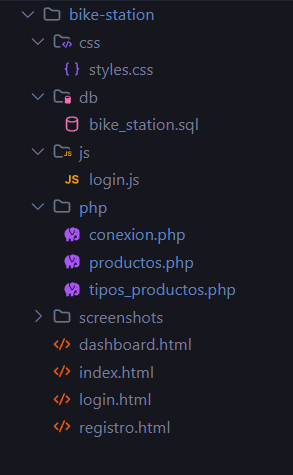 bike-station
css
styles.css
db
bike_station.sql
js
JS login.js
php
conexion.php
productos.php
tipos_productos.php
screenshots
dashboard.html
index.html
login.html
registro.html